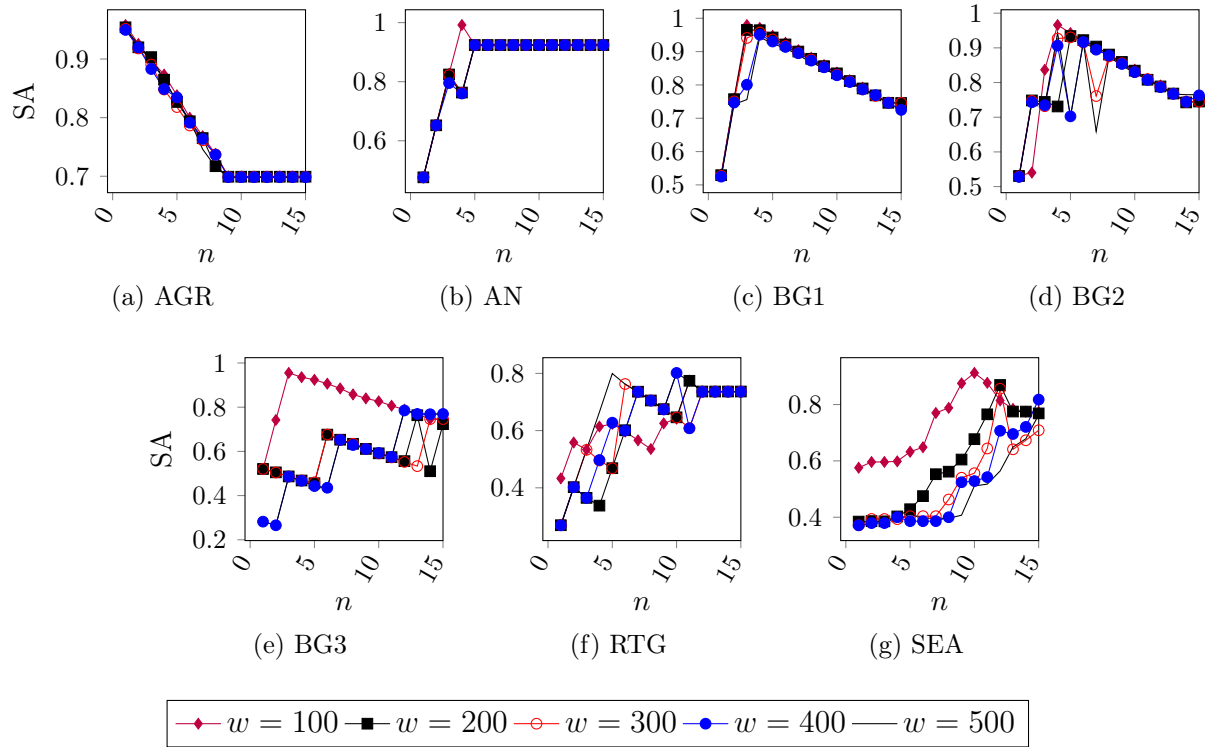 SA
0.9
0.8
0.7
0 5 10 15
n
(a) AGR
1
0.8
0.6
0 5 10 15
n
(b) AN
1
0.9
0.8
0.7
0.6
0.5
0 5 10 15
n
(c) BG1
1
0.9
0.8
0.7
0.6
0.5
0 5 10 15
n
(d) BG2
SA
1
0.8
0.6
0.4
0.2
0 5 10 15
n
(e) BG3
0.8
0.6
0.4
0 5 10 15
n
(f) RTG
0.8
0.6
0.4
0 5 10 15
n
(g) SEA
w = 100 w = 200 w = 300 w = 400 w = 500